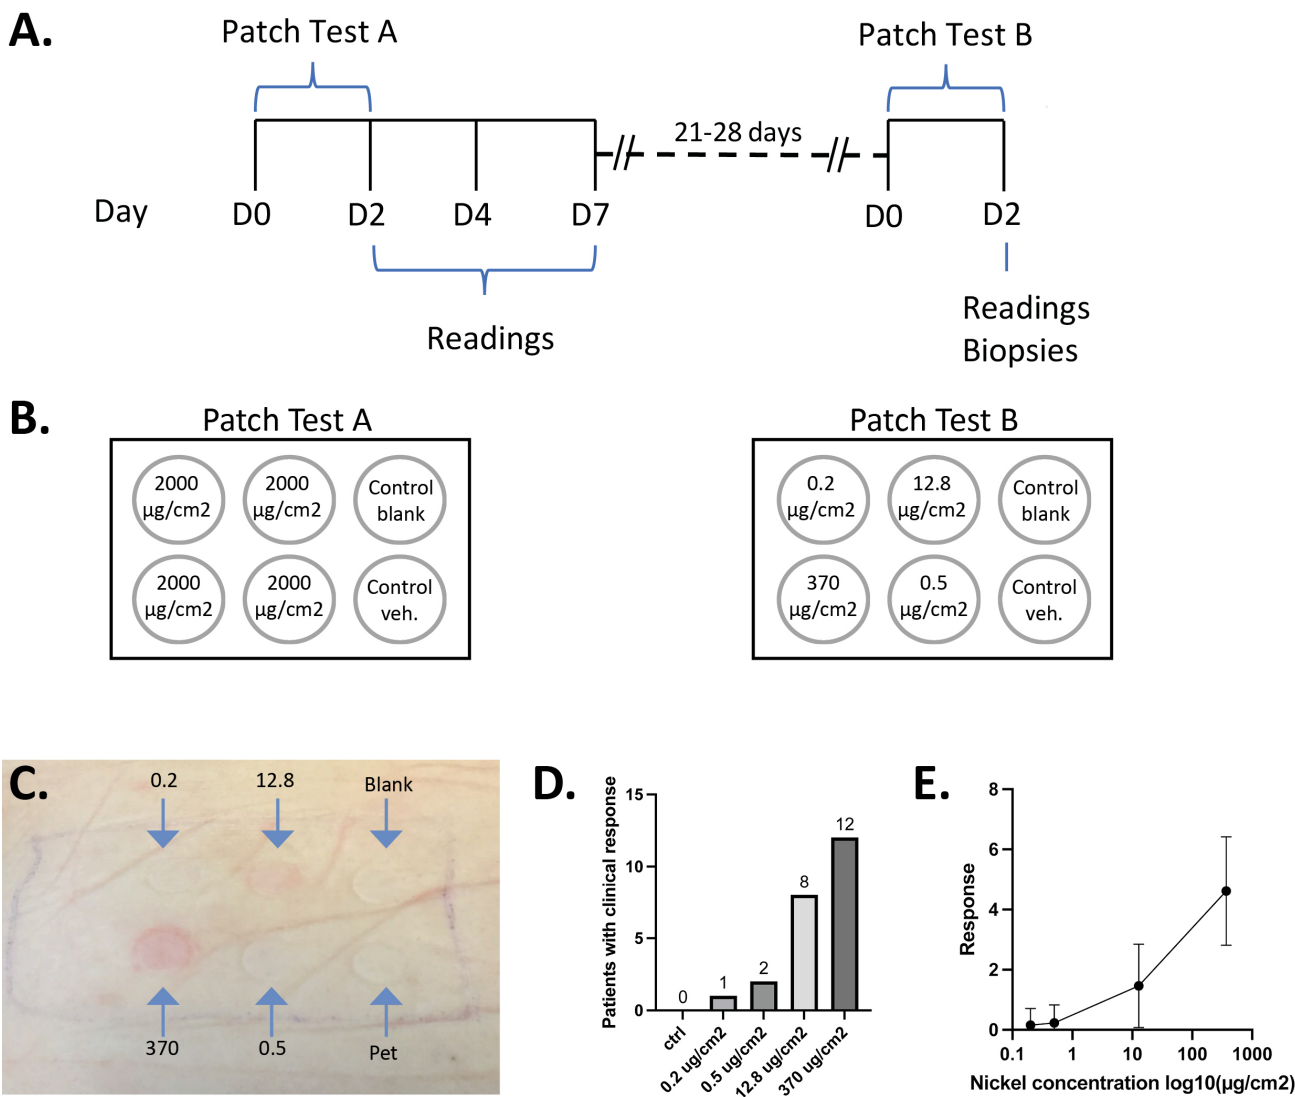 A.
Patch Test A
Patch Test B
21-28 days
Day
D0
D2
D4
D7
D0
D2
Readings
Readings
Biopsies
B.
Patch Test A
2000
µg/cm2
2000
µg/cm2
Control
blank
2000
µg/cm2
2000
µg/cm2
Control
veh.
Patch Test B
0.2
µg/cm2
12.8
µg/cm2
Control
blank
370
µg/cm2
0.5
µg/cm2
Control
veh.
C.
0.2
12.8
Blank
370
0.5
Pet
D.
Patients with clinical response
15
10
5
0
0
1
2
8
12
ctrl
0.2 ug/cm2
0.5 ug/cm2
12.8 ug/cm2
370 ug/cm2
E.
Response
8
6
4
2
0
0.1
1
10
100
1000
Nickel concentration log10(µg/cm2)